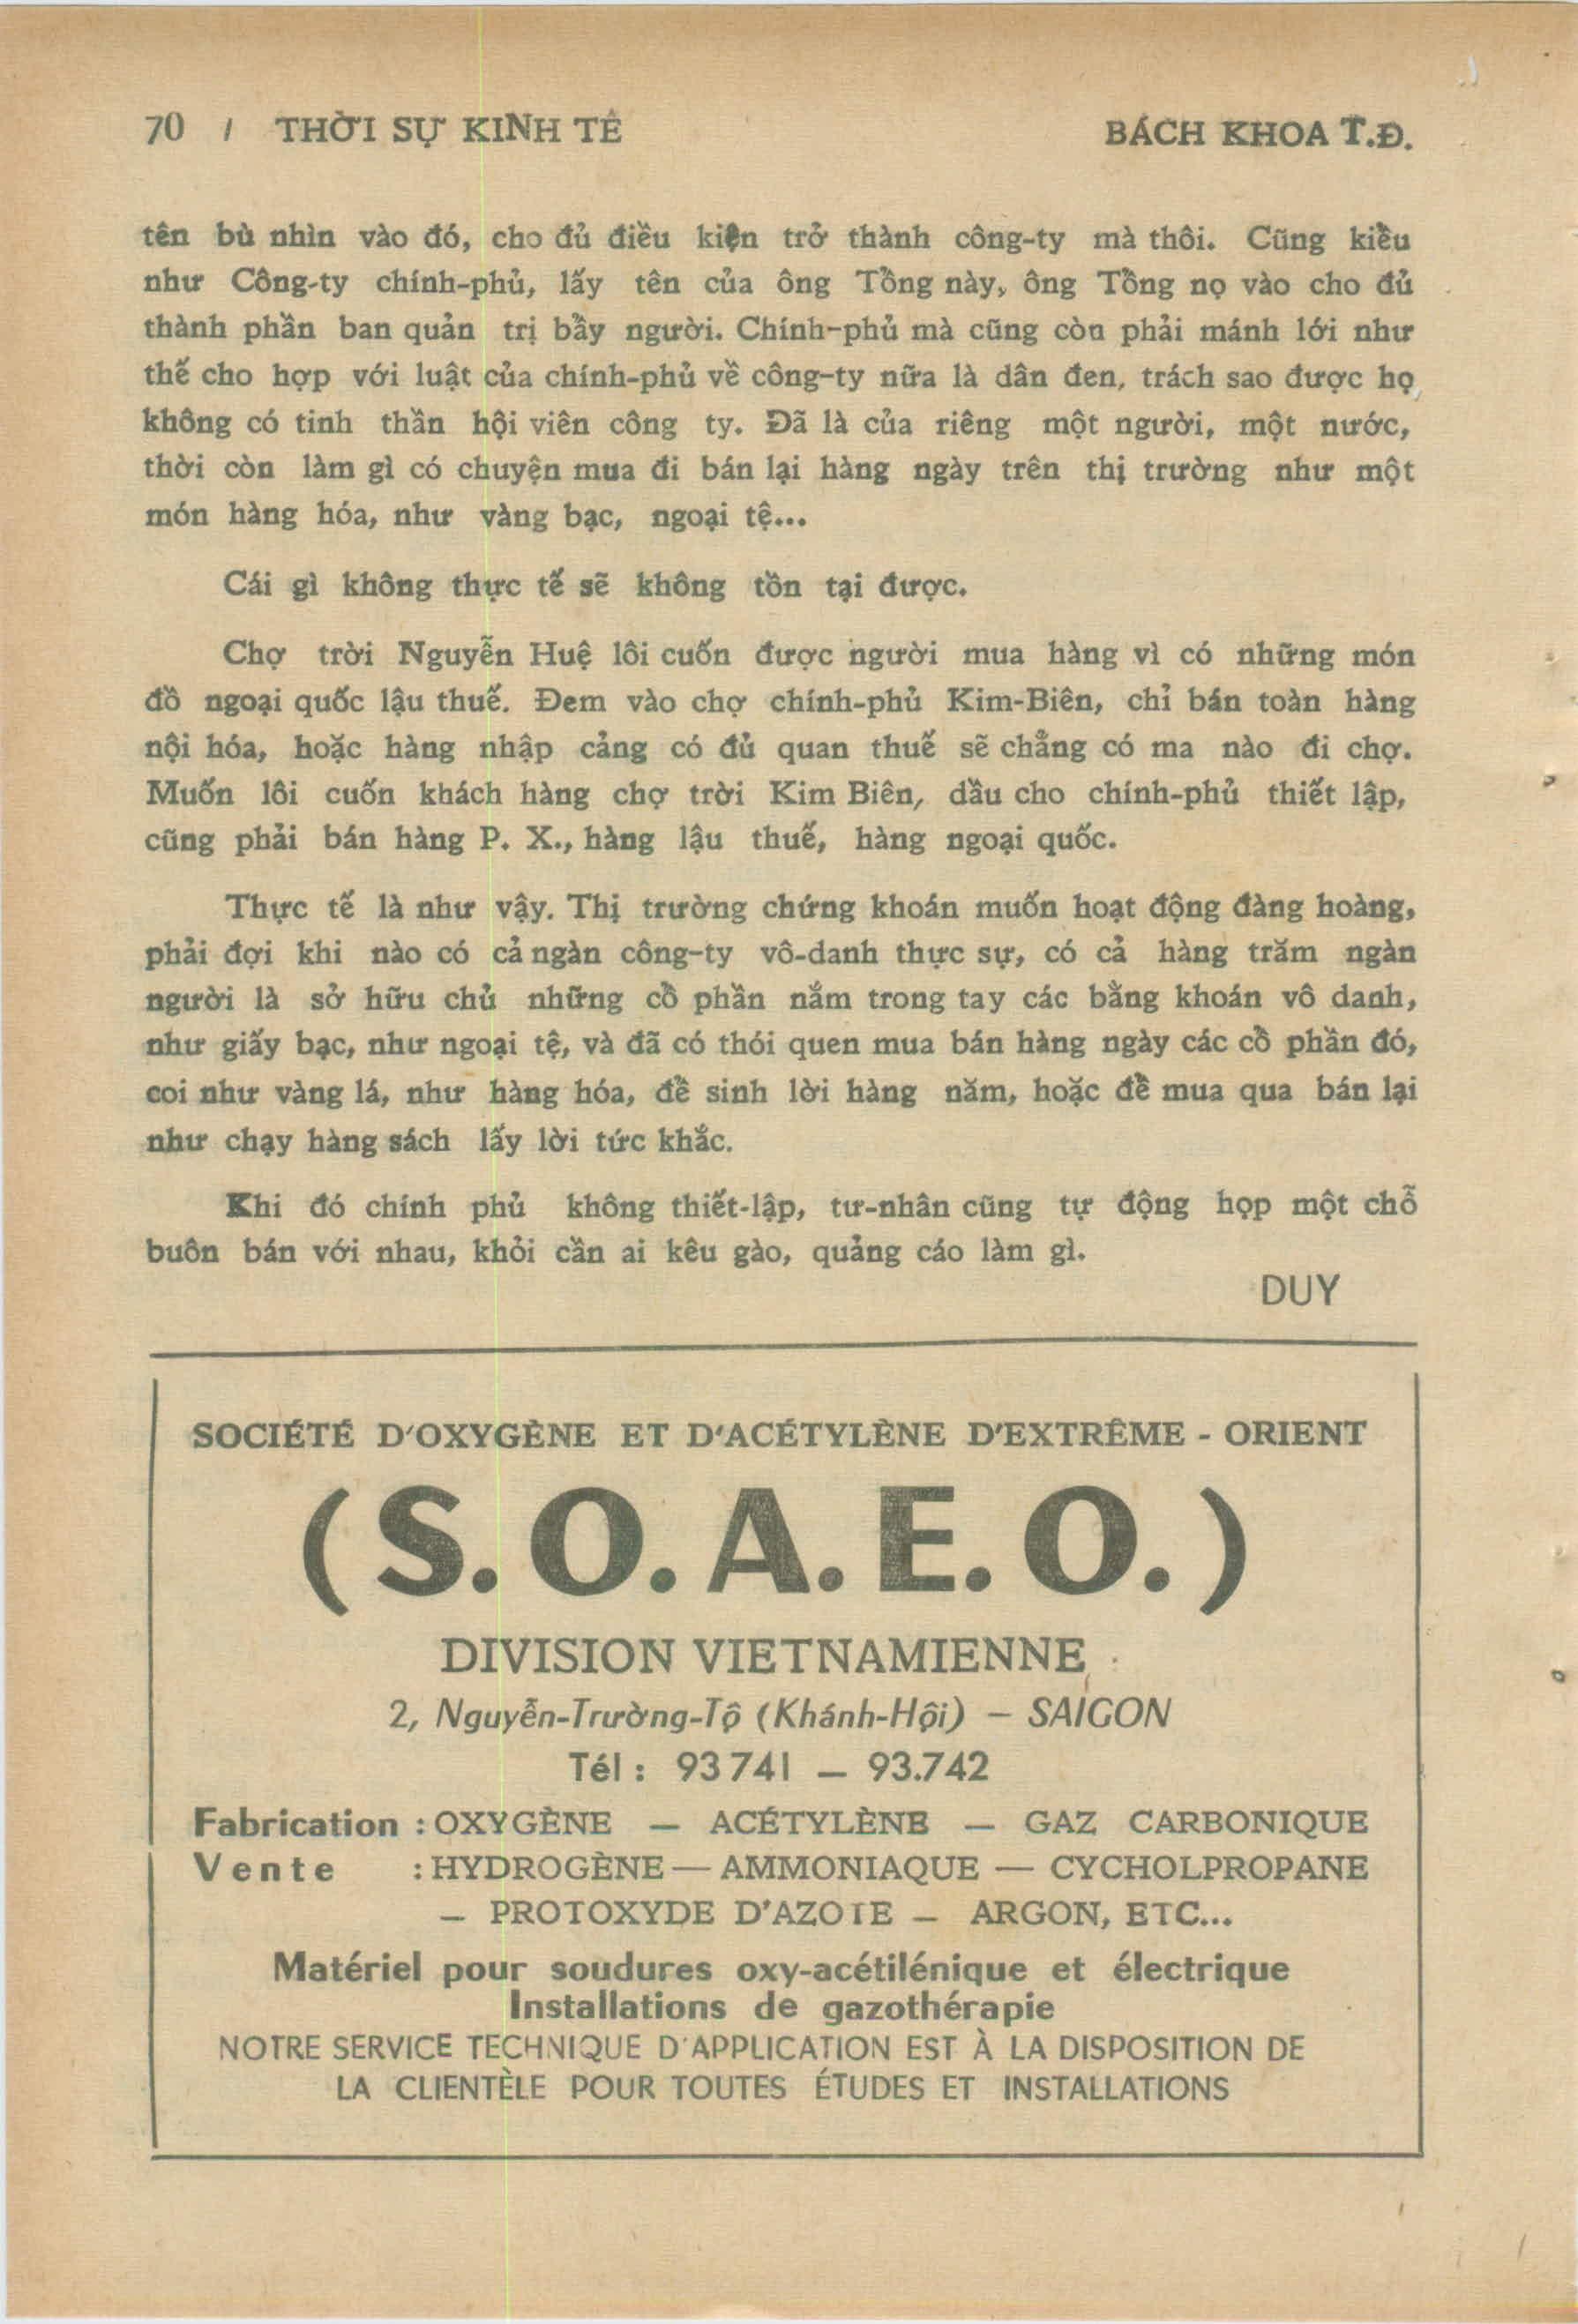 70 / THỜI SỰ KINH TẾ
BÁCH KHOA T.Đ.
tên bù nhìn vào đó, cho đủ điều kiện trở thành công-ty mà thôi. Cũng kiểu
như Công-ty chính-phủ, lấy tên của ông Tổng này, ông Tổng nọ vào cho đủ
thành phần ban quản trị bẩy người. Chính-phủ mà cũng còn phải mánh lới như
thế cho hợp với luật của chính-phủ về công-ty nữa là dân đen, trách sao được họ
không có tinh thần hội viên công ty. Đã là của riêng một người, một nước,
thời còn làm gì có chuyện mua đi bán lại hàng ngày trên thị trường như một
món hàng hóa, như vàng bạc, ngoại tệ...
Cái gì không thực tế sẽ không tồn tại được.
Chợ trời Nguyễn Huệ lôi cuốn được người mua hàng vì có những món
đồ ngoại quốc lậu thuế. Đem vào chợ chính-phủ Kim-Biên, chỉ bán toàn hàng
nội hóa, hoặc hàng nhập cảng có đủ quan thuế sẽ chẳng có ma nào đi chợ.
Muốn lôi cuốn khách hàng chợ trời Kim Biên, dầu cho chính-phủ thiết lập,
cũng phải bán hàng P. X., hàng lậu thuế, hàng ngoại quốc.
Thực tế là như vậy. Thị trường chứng khoán muốn hoạt động đàng hoàng,
phải đợi khi nào có cả ngàn công-ty vô-danh thực sự, có cả hàng trăm ngàn
người là sở hữu chủ những cổ phần nắm trong tay các bằng khoán vô danh,
như giấy bạc, như ngoại tệ, và đã có thói quen mua bán hàng ngày các cổ phần đó,
coi như vàng lá, như hàng hóa, để sinh lời hàng năm, hoặc để mua qua bán lại
như chạy hàng sách lấy lời tức khắc.
Khi đó chính phủ không thiết-lập, tư-nhân cũng tự động họp một chỗ
buôn bán với nhau, khỏi cần ai kêu gào, quảng cáo làm gì.
DUY
SOCIÉTÉ D'OXYGÈNE ET D'ACÉTYLÈNE D'EXTRÊME - ORIENT
(S.O.A.E.O.)
DIVISION VIETNAMIENNE
2, Nguyễn-Trường-Tộ (Khánh-Hội) — SAIGON
Tél : 93 741 — 93.742
Fabrication : OXYGÈNE — ACÉTYLÈNE — GAZ CARBONIQUE
Vente : HYDROGÈNE — AMMONIAQUE — CYCHOLPROPANE
— PROTOXYDE D'AZOTE — ARGON, ETC...
Matériel pour soudures oxy-acétilénique et électrique
Installations de gazothérapie
NOTRE SERVICE TECHNIQUE D'APPLICATION EST À LA DISPOSITION DE
LA CLIENTÈLE POUR TOUTES ÉTUDES ET INSTALLATIONS